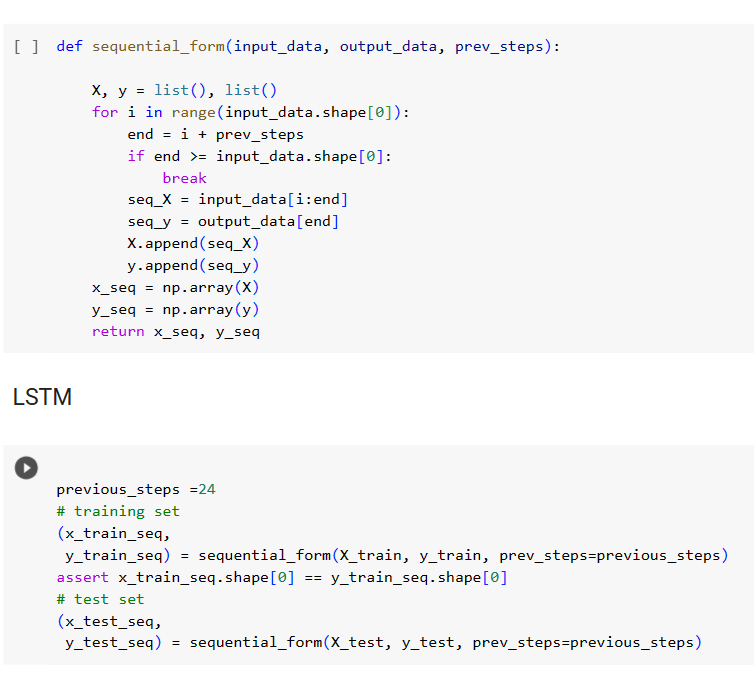 [ ] def sequential_form(input_data, output_data, prev_steps):
X, y = list(), list()
for i in range(input_data.shape[0]):
end = i + prev_steps
if end >= input_data.shape[0]:
break
seq_X = input_data[i:end]
seq_y = output_data[end]
X.append(seq_X)
y.append(seq_y)
x_seq = np.array(X)
y_seq = np.array(y)
return x_seq, y_seq
LSTM
previous_steps =24
# training set
(x_train_seq,
y_train_seq) = sequential_form(X_train, y_train, prev_steps=previous_steps)
assert x_train_seq.shape[0] == y_train_seq.shape[0]
# test set
(x_test_seq,
y_test_seq) = sequential_form(X_test, y_test, prev_steps=previous_steps)